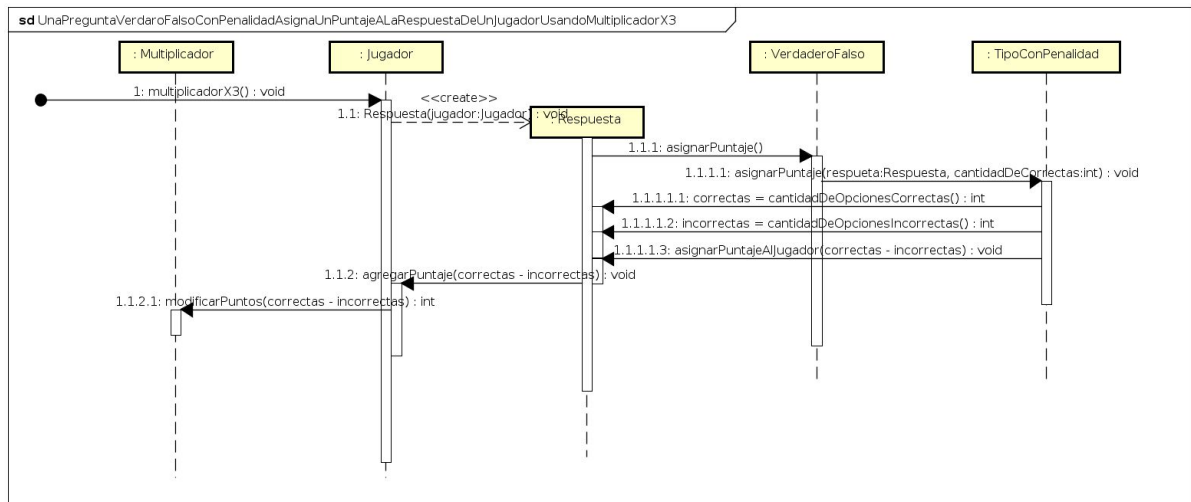 sd UnaPreguntaVerdaroFalsoConPenalidadAsignaUnPuntajeALaRespuestaDeUnJugadorUsandoMultiplicadorX3
: Multiplicador
: Jugador
: VerdaderoFalso
: TipoConPenalidad
1: multiplicadorX3() : void
<<create>>
1.1: Respuesta(jugador:Jugador) : void
: Respuesta
1.1.1: asignarPuntaje()
1.1.1.1: asignarPuntaje(respueta:Respuesta, cantidadDeCorrectas:int) : void
1.1.1.1.1: correctas = cantidadDeOpcionesCorrectas() : int
1.1.1.1.2: incorrectas = cantidadDeOpcionesIncorrectas() : int
1.1.1.1.3: asignarPuntajeAlJugador(correctas - incorrectas) : void
1.1.2: agregarPuntaje(correctas - incorrectas) : void
1.1.2.1: modificarPuntos(correctas - incorrectas) : int